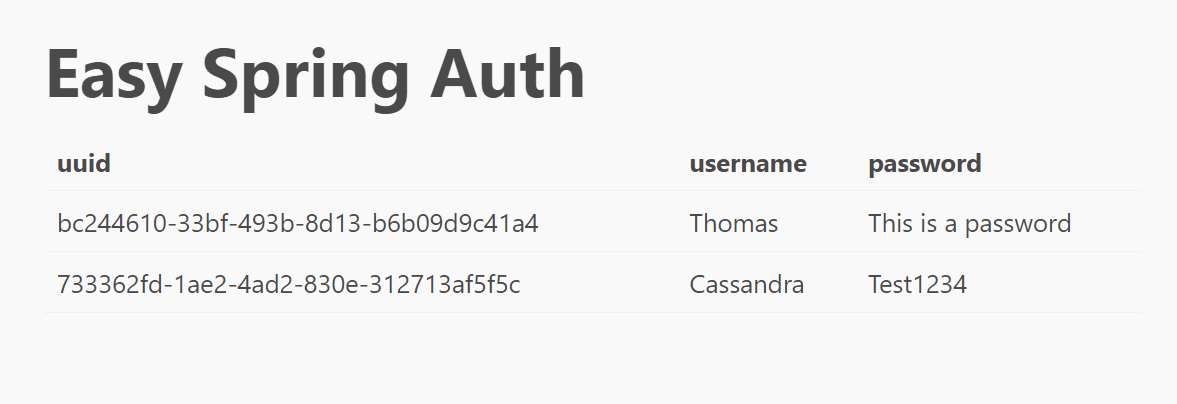 Easy Spring Auth
uuid username password
bc244610-33bf-493b-8d13-b6b09d9c41a4 Thomas This is a password
733362fd-1ae2-4ad2-830e-312713af5f5c Cassandra Test1234